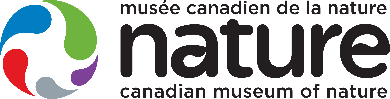 musée canadien de la nature
nature
canadian museum of nature